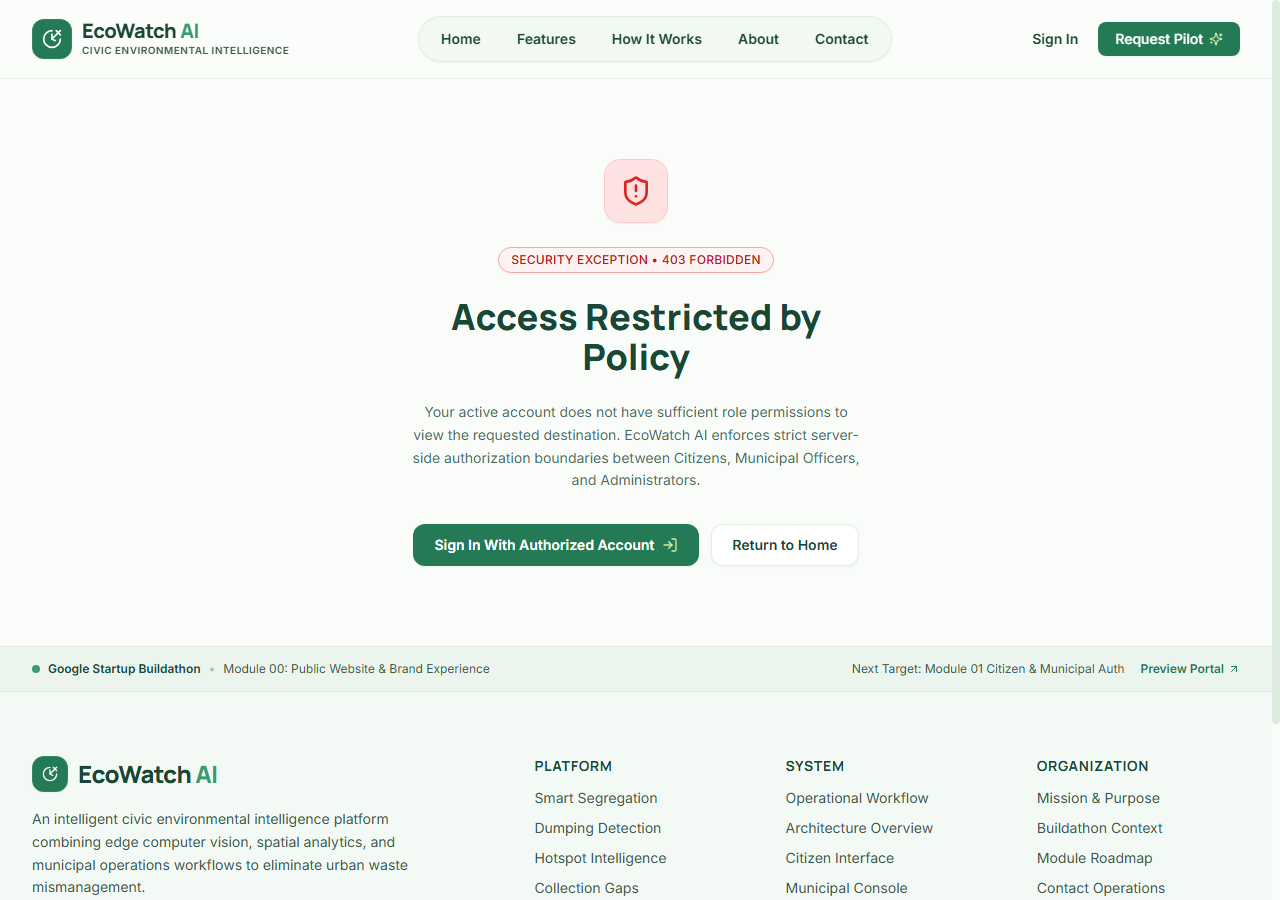 EcoWatch AI
CIVIC ENVIRONMENTAL INTELLIGENCE
Home
Features
How It Works
About
Contact
Sign In
Request Pilot
SECURITY EXCEPTION • 403 FORBIDDEN
Access Restricted by
Policy
Your active account does not have sufficient role permissions to
view the requested destination. EcoWatch AI enforces strict server-
side authorization boundaries between Citizens, Municipal Officers,
and Administrators.
Sign In With Authorized Account
Return to Home
Google Startup Buildathon • Module 00: Public Website & Brand Experience
Next Target: Module 01 Citizen & Municipal Auth
Preview Portal
EcoWatch AI
An intelligent civic environmental intelligence platform
combining edge computer vision, spatial analytics, and
municipal operations workflows to eliminate urban waste
mismanagement.
PLATFORM
Smart Segregation
Dumping Detection
Hotspot Intelligence
Collection Gaps
SYSTEM
Operational Workflow
Architecture Overview
Citizen Interface
Municipal Console
ORGANIZATION
Mission & Purpose
Buildathon Context
Module Roadmap
Contact Operations